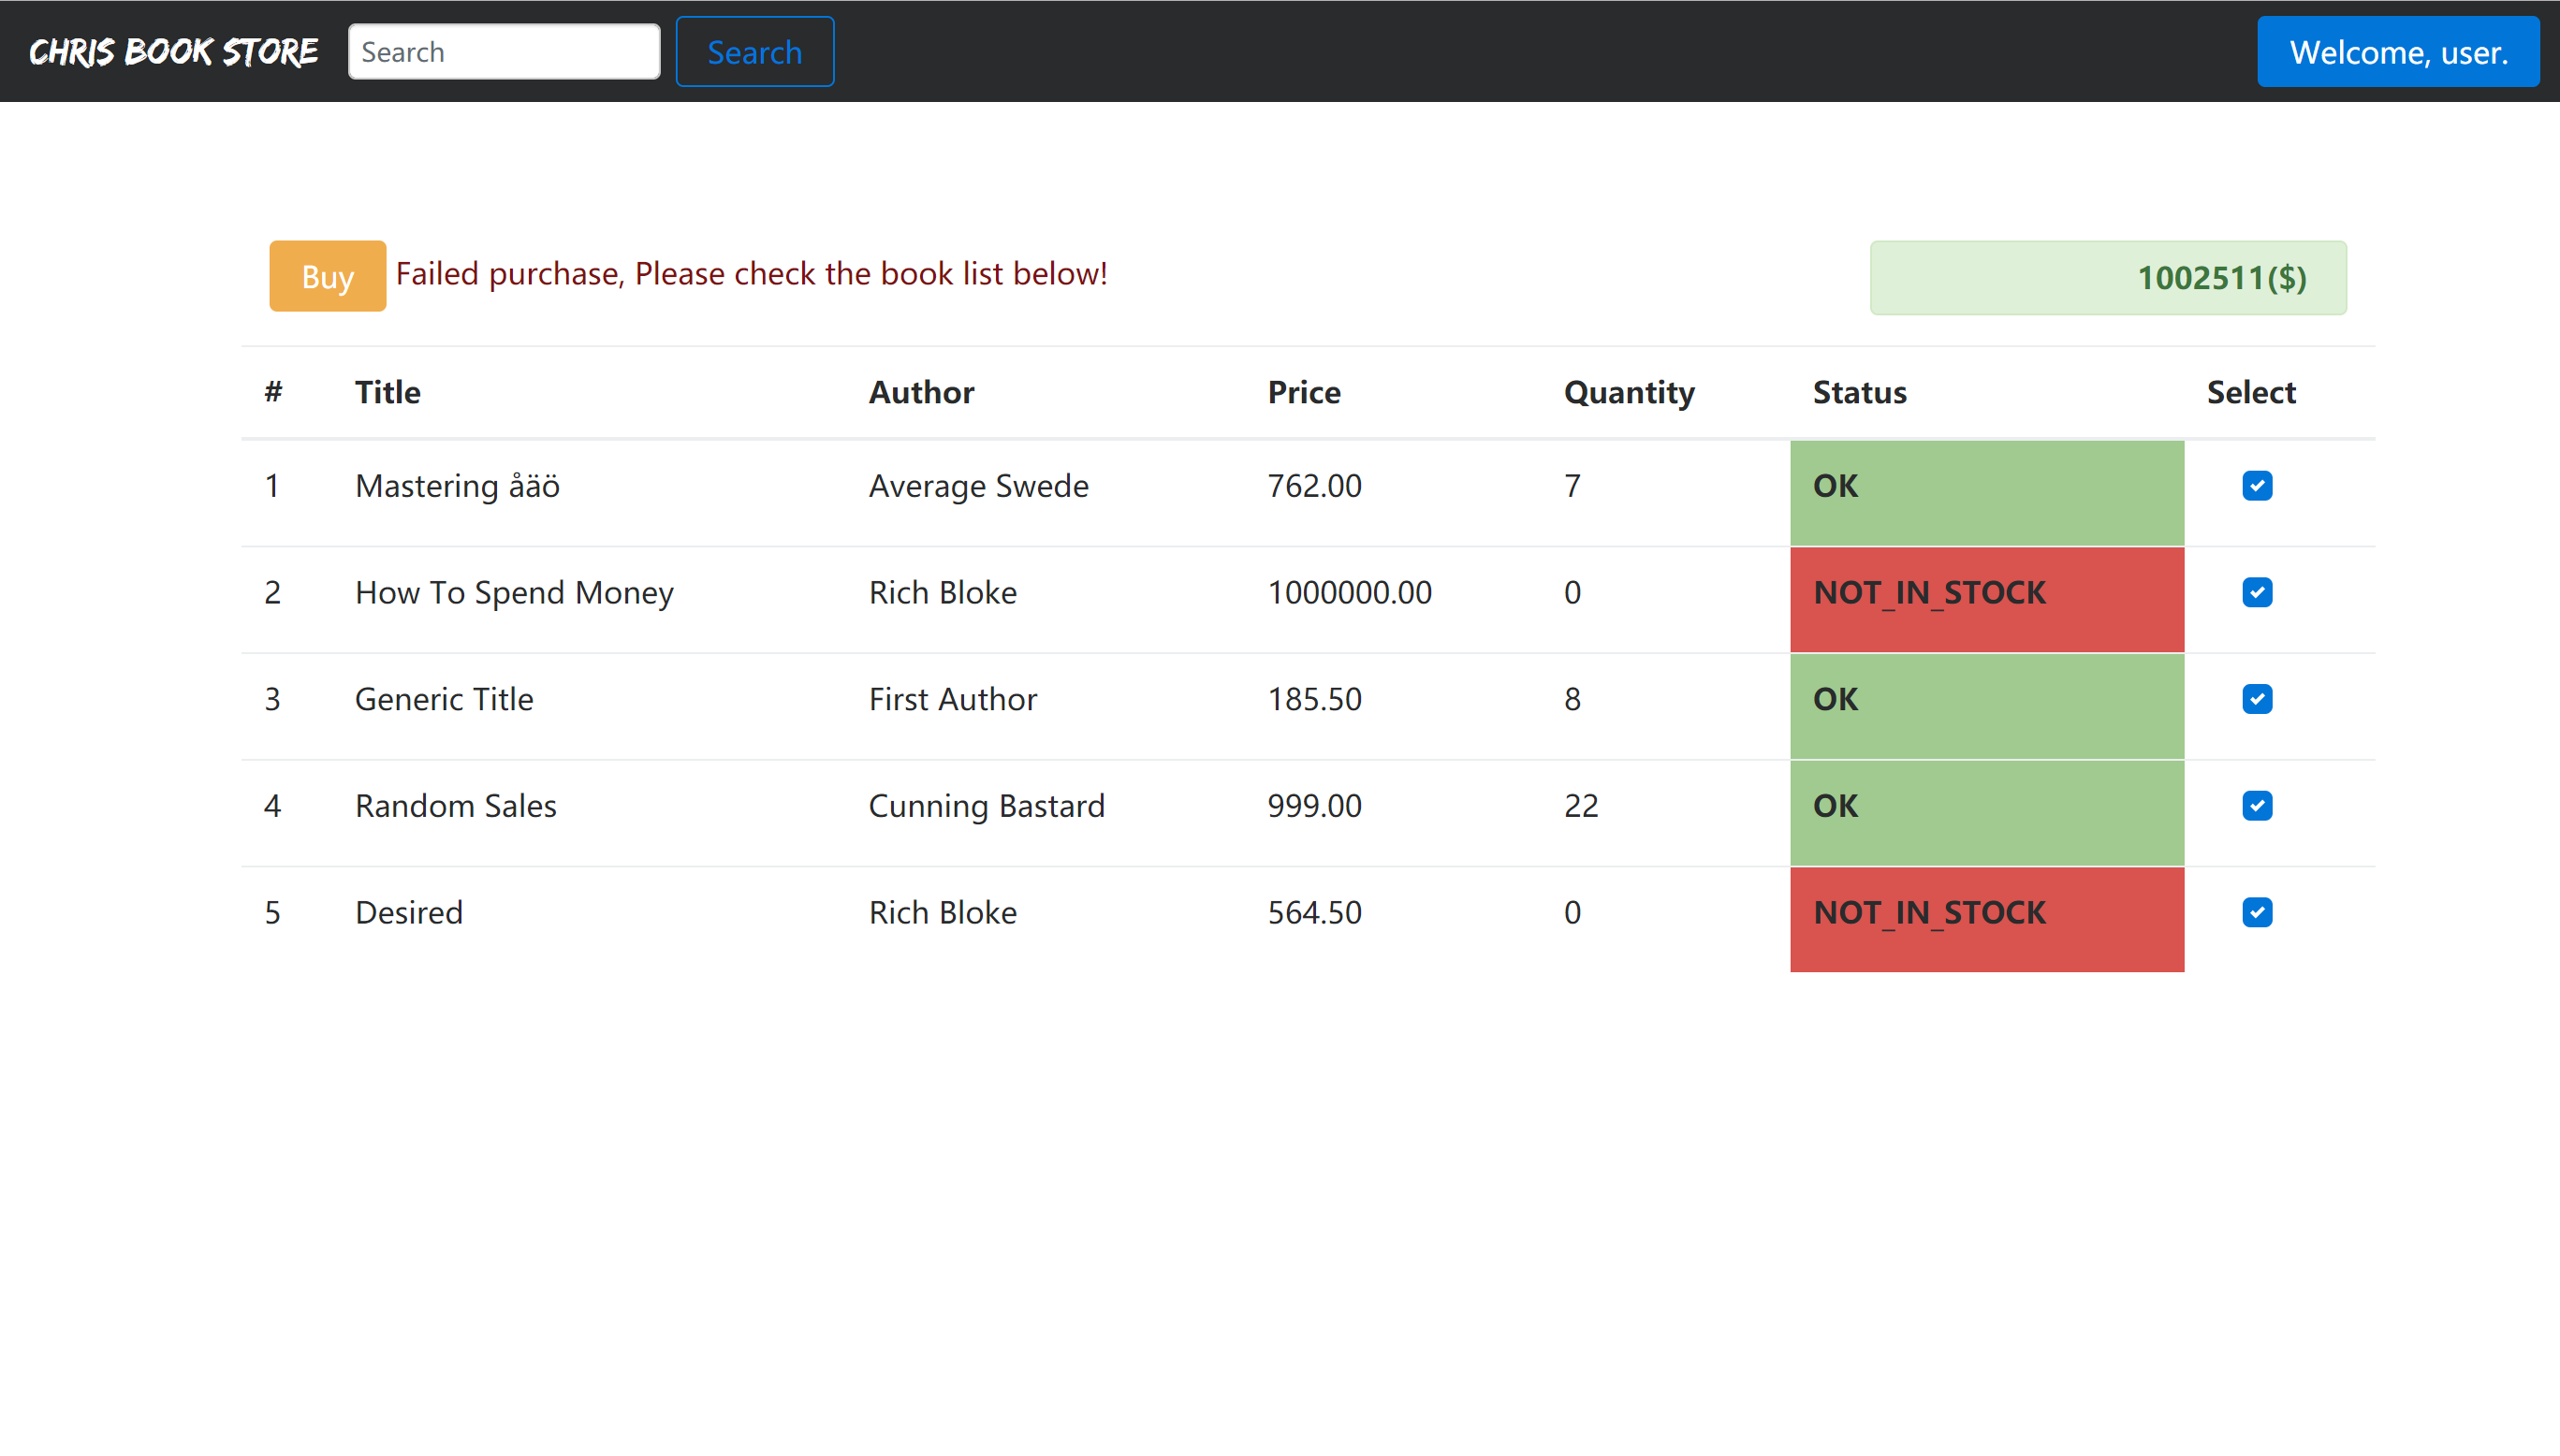 CHRIS BOOK STORE Search Search Welcome, user.
Buy Failed purchase, Please check the book list below! 1002511($)
# Title Author Price Quantity Status Select
1 Mastering åäö Average Swede 762.00 7 OK
2 How To Spend Money Rich Bloke 1000000.00 0 NOT_IN_STOCK
3 Generic Title First Author 185.50 8 OK
4 Random Sales Cunning Bastard 999.00 22 OK
5 Desired Rich Bloke 564.50 0 NOT_IN_STOCK